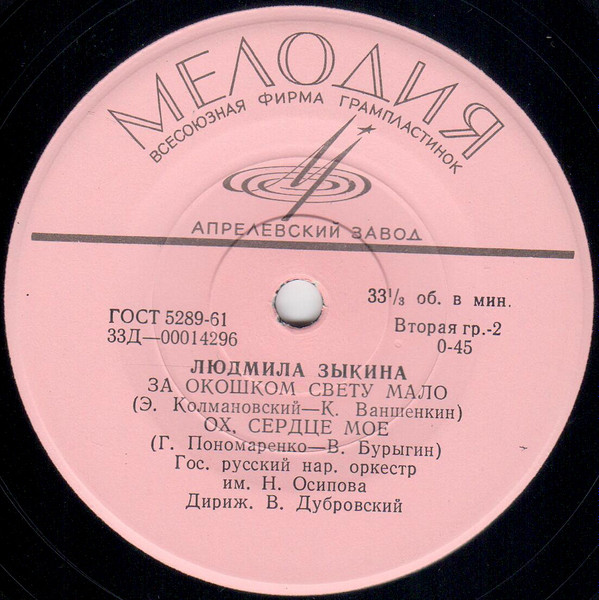 МЕЛОДИЯ
ВСЕСОЮЗНАЯ ФИРМА ГРАМПЛАСТИНОК
АПРЕЛЕВСКИЙ ЗАВОД
33⅓ об. в мин.
ГОСТ 5289-61
Вторая гр.-2
33Д—00014296
0-45
ЛЮДМИЛА ЗЫКИНА
ЗА ОКОШКОМ СВЕТУ МАЛО
(Э. Колмановский—К. Ваншенкин)
ОХ, СЕРДЦЕ МОЕ
(Г. Пономаренко—В. Бурыгин)
Гос. русский нар. оркестр
им. Н. Осипова
Дириж. В. Дубровский